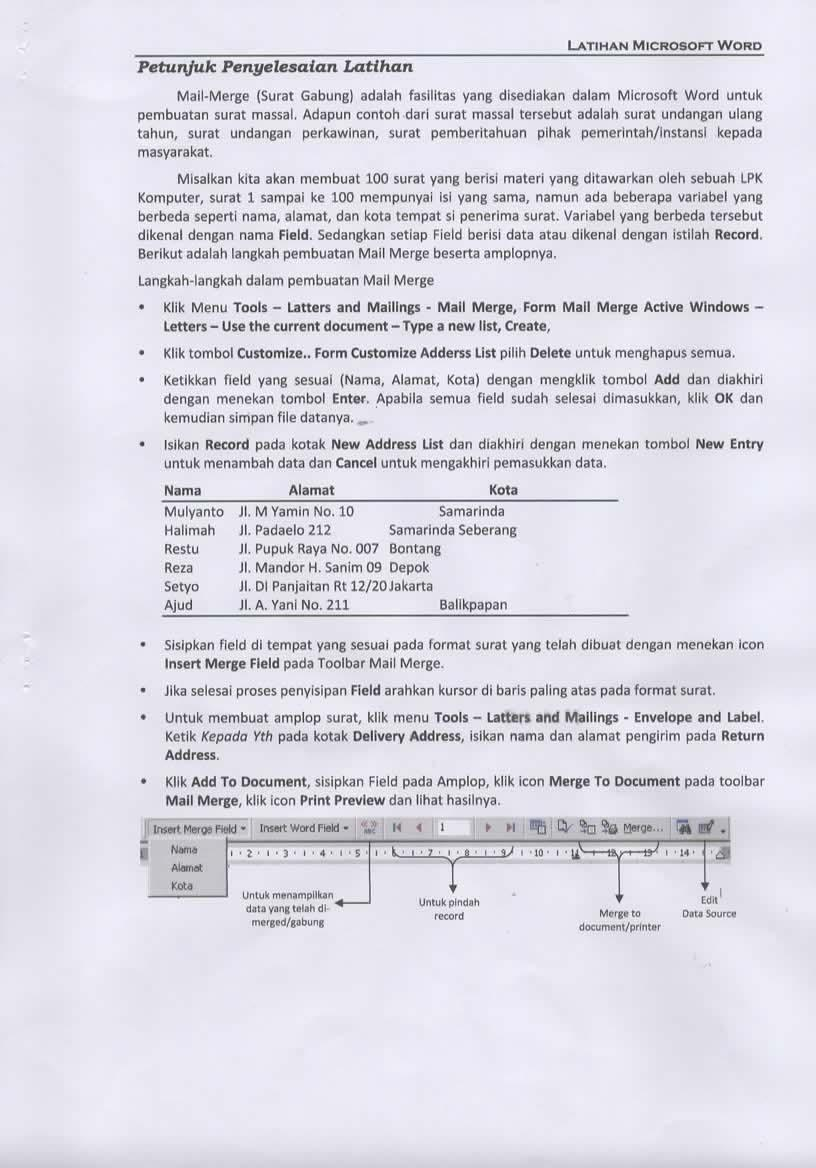 LATIHAN MICROSOFT WORD
Petunjuk Penyelesaian Latihan
Mail-Merge (Surat Gabung) adalah fasilitas yang disediakan dalam Microsoft Word untuk
pembuatan surat massal. Adapun contoh dari surat massal tersebut adalah surat undangan ulang
tahun, surat undangan perkawinan, surat pemberitahuan pihak pemerintah/instansi kepada
masyarakat.
Misalkan kita akan membuat 100 surat yang berisi materi yang ditawarkan oleh sebuah LPK
Komputer, surat 1 sampai ke 100 mempunyai isi yang sama, namun ada beberapa variabel yang
berbeda seperti nama, alamat, dan kota tempat si penerima surat. Variabel yang berbeda tersebut
dikenal dengan nama Field. Sedangkan setiap Field berisi data atau dikenal dengan istilah Record.
Berikut adalah langkah pembuatan Mail Merge beserta amplopnya.
Langkah-langkah dalam pembuatan Mail Merge
• Klik Menu Tools – Latters and Mailings - Mail Merge, Form Mail Merge Active Windows –
Letters – Use the current document – Type a new list, Create,
• Klik tombol Customize.. Form Customize Adderss List pilih Delete untuk menghapus semua.
• Ketikkan field yang sesuai (Nama, Alamat, Kota) dengan mengklik tombol Add dan diakhiri
dengan menekan tombol Enter. Apabila semua field sudah selesai dimasukkan, klik OK dan
kemudian simpan file datanya.
• Isikan Record pada kotak New Address List dan diakhiri dengan menekan tombol New Entry
untuk menambah data dan Cancel untuk mengakhiri pemasukkan data.
Nama Alamat Kota
Mulyanto Jl. M Yamin No. 10 Samarinda
Halimah Jl. Padaelo 212 Samarinda Seberang
Restu Jl. Pupuk Raya No. 007 Bontang
Reza Jl. Mandor H. Sanim 09 Depok
Setyo Jl. DI Panjaitan Rt 12/20 Jakarta
Ajud Jl. A. Yani No. 211 Balikpapan
• Sisipkan field di tempat yang sesuai pada format surat yang telah dibuat dengan menekan icon
Insert Merge Field pada Toolbar Mail Merge.
• Jika selesai proses penyisipan Field arahkan kursor di baris paling atas pada format surat.
• Untuk membuat amplop surat, klik menu Tools – Latters and Mailings - Envelope and Label.
Ketik Kepada Yth pada kotak Delivery Address, isikan nama dan alamat pengirim pada Return
Address.
• Klik Add To Document, sisipkan Field pada Amplop, klik icon Merge To Document pada toolbar
Mail Merge, klik icon Print Preview dan lihat hasilnya.
Insert Merge Field Insert Word Field « » ABC 1 Merge...
Nama
Alamat
Kota
2 3 4 5 7 8 9 10 11 12 13 14
Untuk menampilkan
data yang telah di-
merged/gabung
Untuk pindah
record
Merge to
document/printer
Edit
Data Source